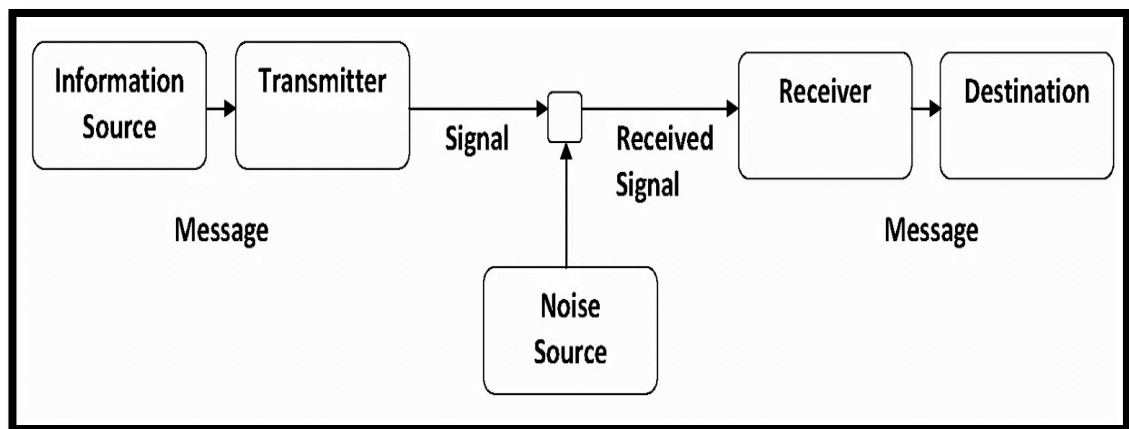 Information
Source
Transmitter
Signal
Received
Signal
Receiver
Destination
Message
Message
Noise
Source